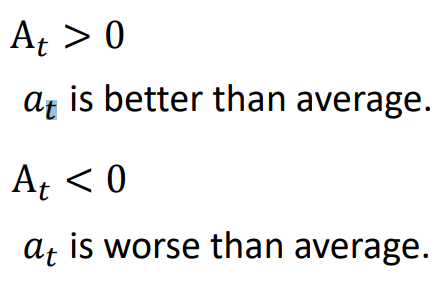 A_t > 0
a_t is better than average.
A_t < 0
a_t is worse than average.